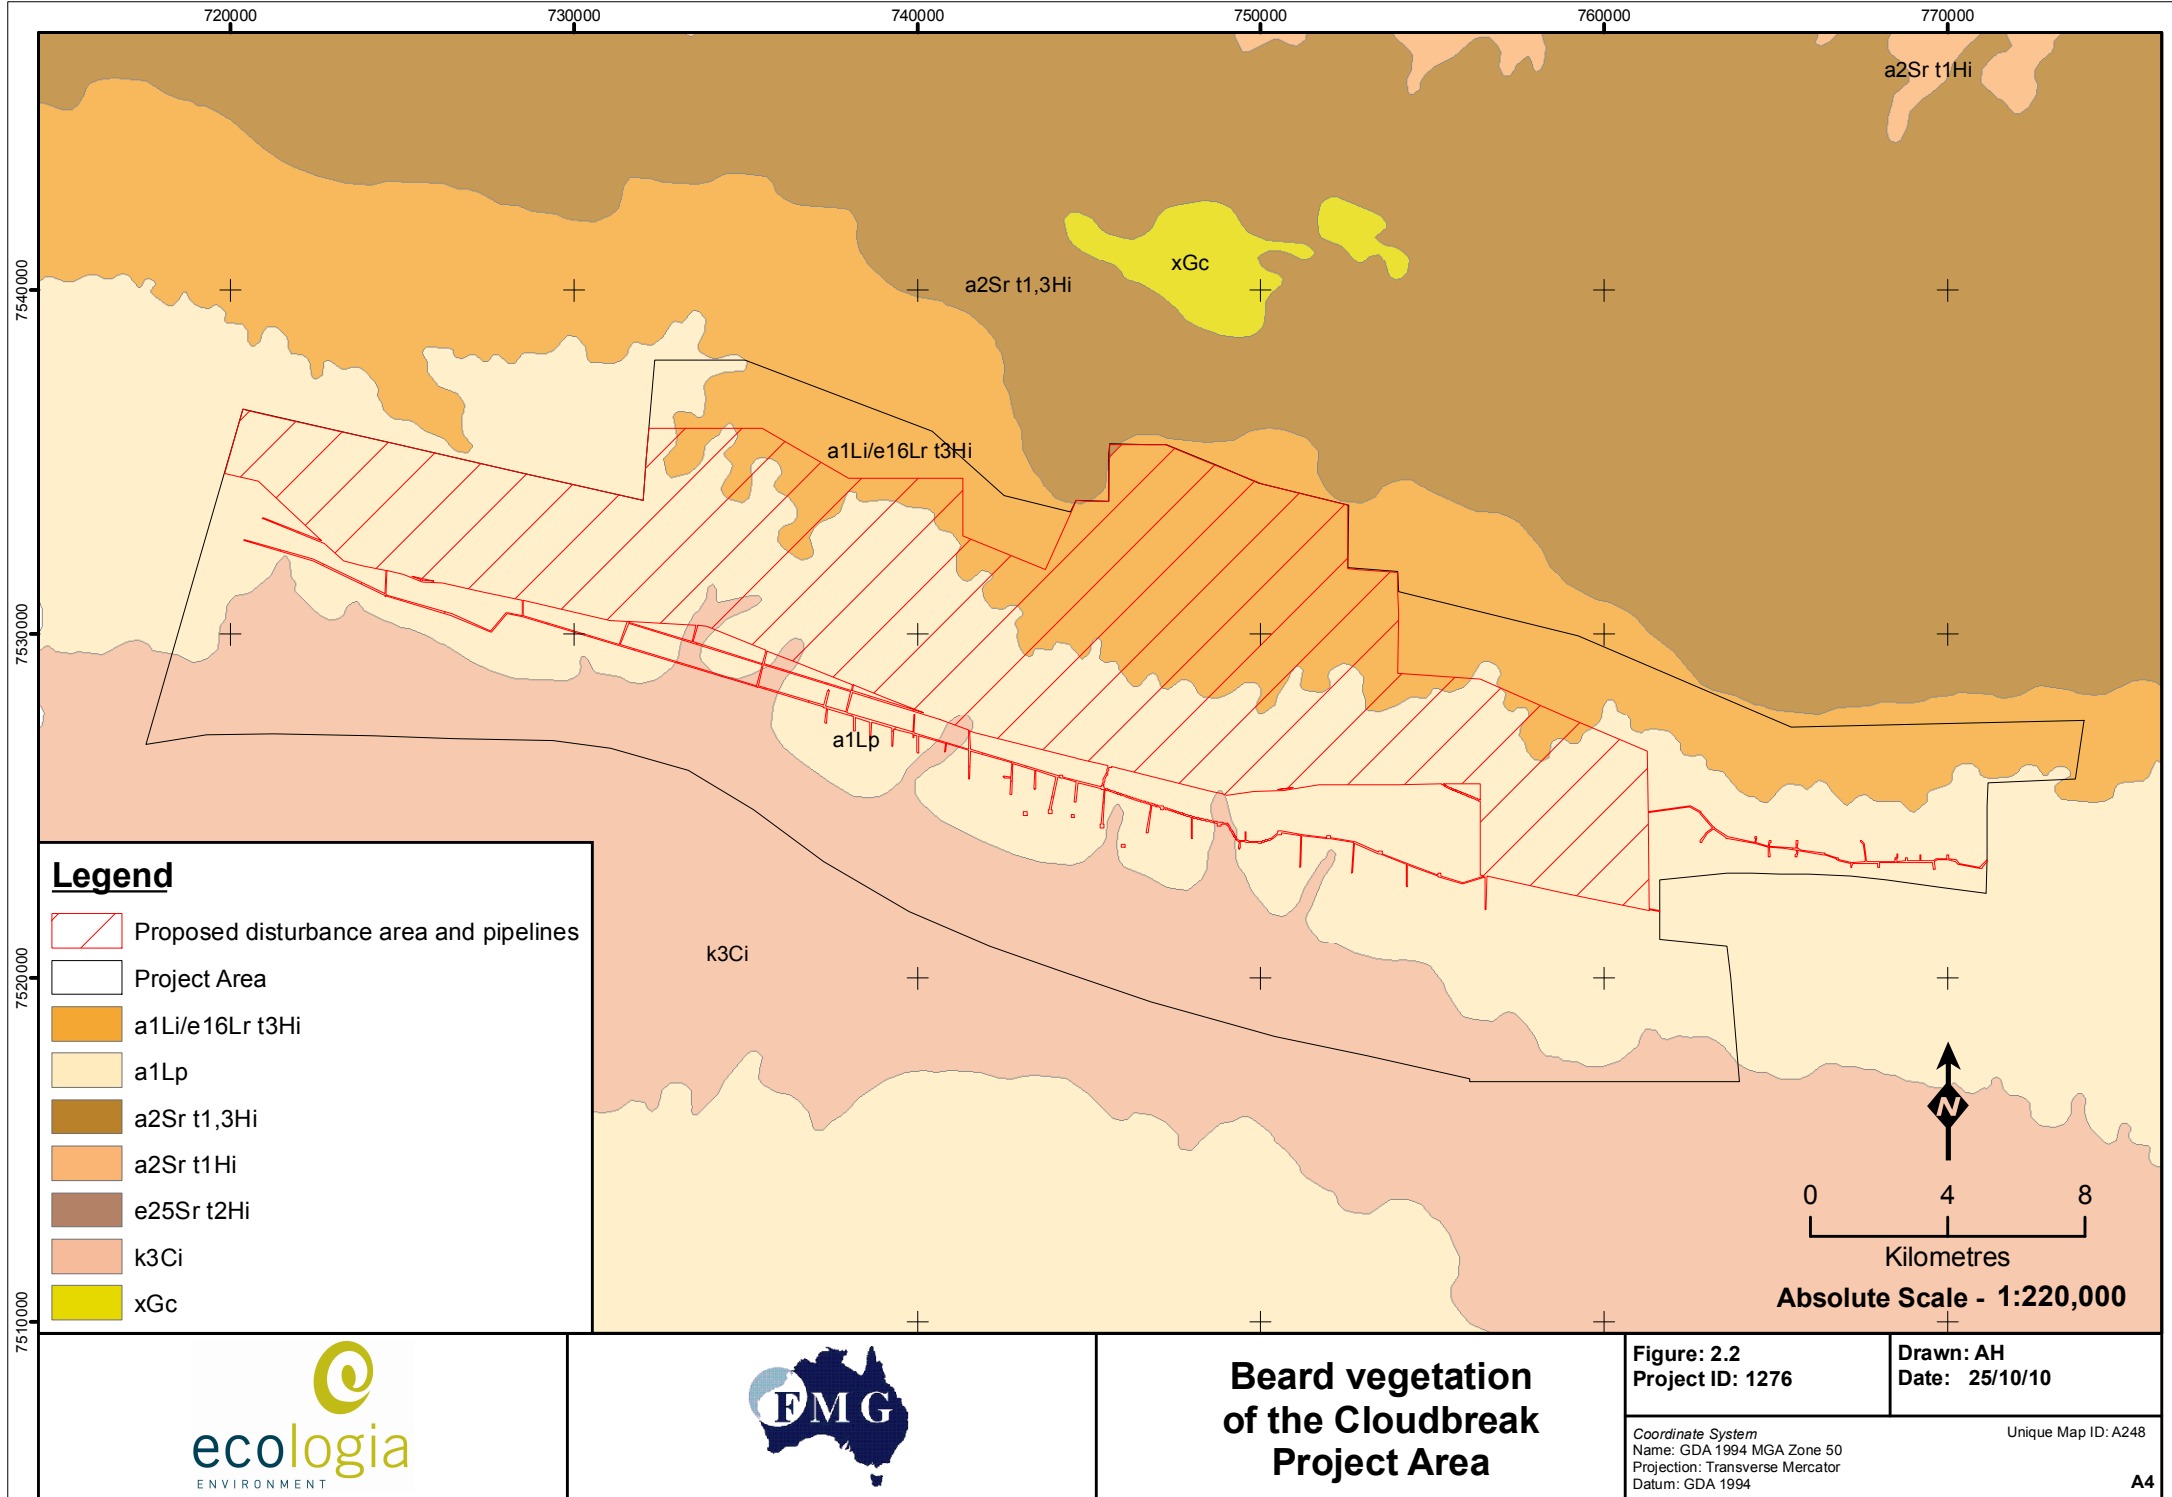 720000 730000 740000 750000 760000 770000
a2Sr t1Hi
7540000
xGc
a2Sr t1,3Hi
a1Li/e16Lr t3Hi
7530000
a1Lp
k3Ci
7520000
7510000
Legend
Proposed disturbance area and pipelines
Project Area
a1Li/e16Lr t3Hi
a1Lp
a2Sr t1,3Hi
a2Sr t1Hi
e25Sr t2Hi
k3Ci
xGc
N
0 4 8
Kilometres
Absolute Scale - 1:220,000
ecologia
ENVIRONMENT
FMG
Beard vegetation
of the Cloudbreak
Project Area
Figure: 2.2
Project ID: 1276
Drawn: AH
Date: 25/10/10
Coordinate System
Name: GDA 1994 MGA Zone 50
Projection: Transverse Mercator
Datum: GDA 1994
Unique Map ID: A248
A4